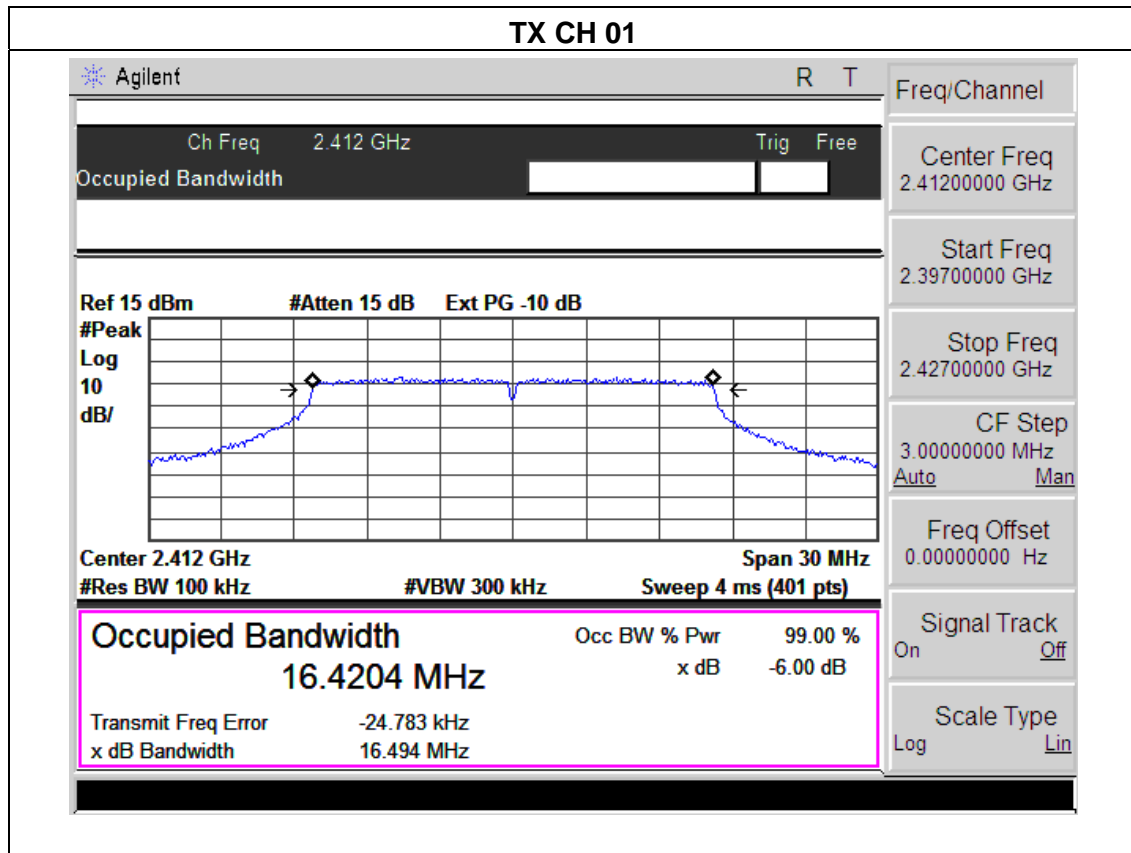 TX CH 01
Agilent R T
Freq/Channel
Ch Freq 2.412 GHz Trig Free
Occupied Bandwidth
Center Freq
2.41200000 GHz
Start Freq
2.39700000 GHz
Stop Freq
2.42700000 GHz
CF Step
3.00000000 MHz
Auto Man
Freq Offset
0.00000000 Hz
Signal Track
On Off
Scale Type
Log Lin
Ref 15 dBm #Atten 15 dB Ext PG -10 dB
#Peak
Log
10
dB/
Center 2.412 GHz Span 30 MHz
#Res BW 100 kHz #VBW 300 kHz Sweep 4 ms (401 pts)
Occupied Bandwidth Occ BW % Pwr 99.00 %
16.4204 MHz x dB -6.00 dB
Transmit Freq Error -24.783 kHz
x dB Bandwidth 16.494 MHz